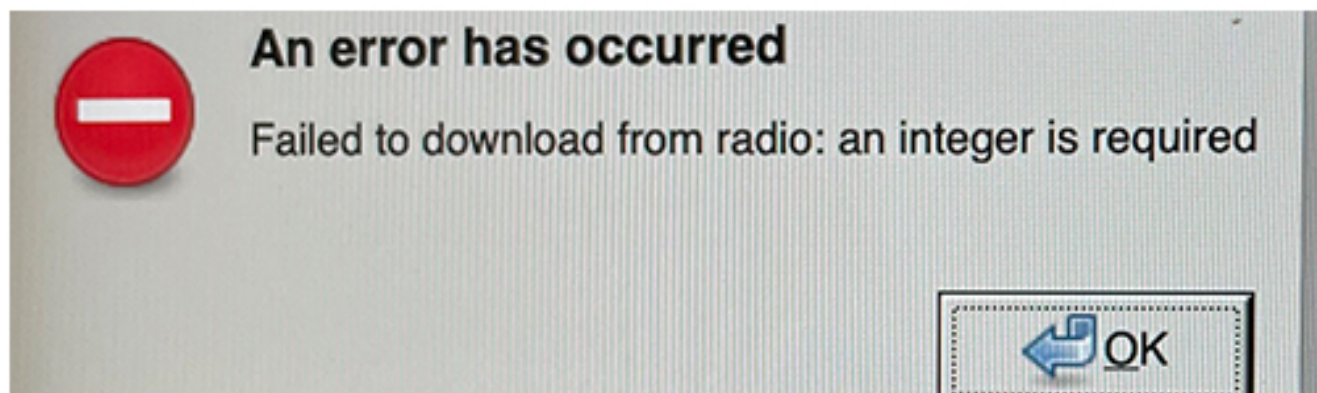 An error has occurred
Failed to download from radio: an integer is required
OK